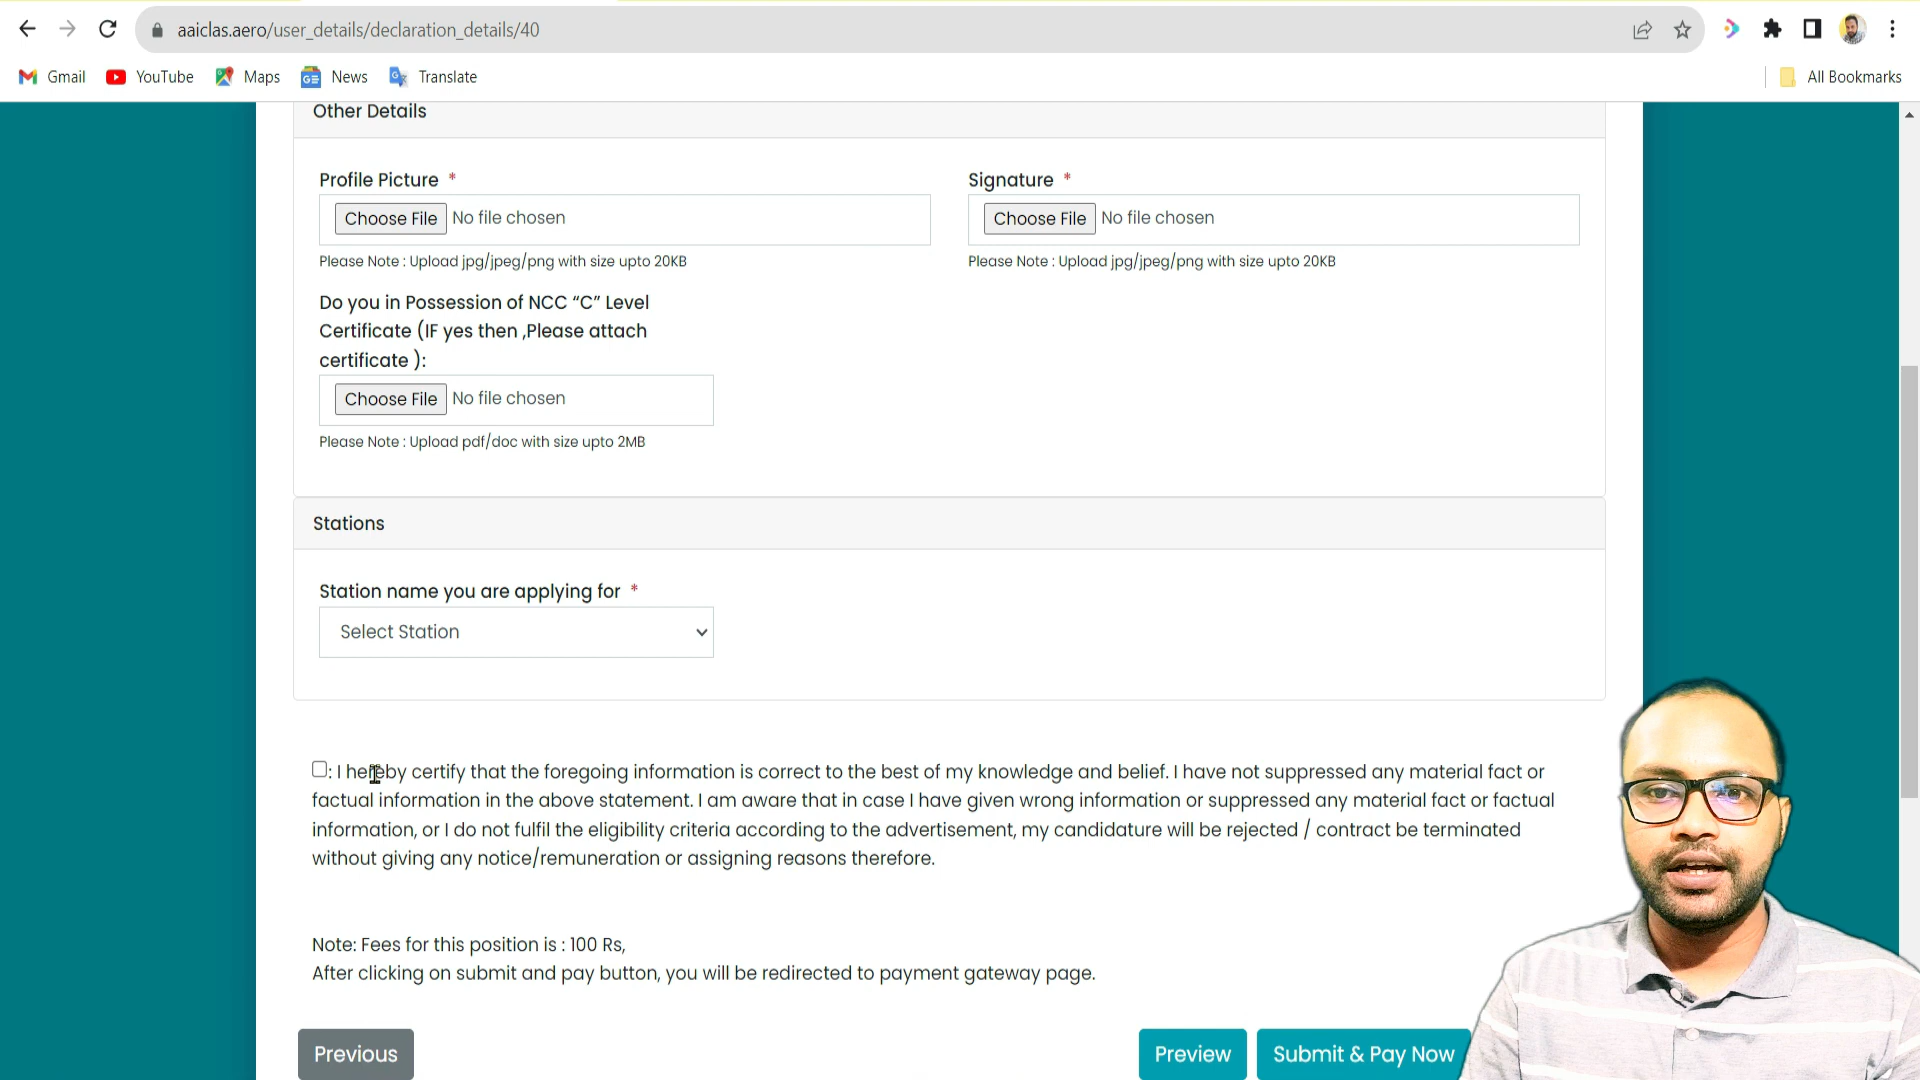 aaiclas.aero/user_details/declaration_details/40
Gmail YouTube Maps News Translate All Bookmarks
Other Details
Profile Picture * Signature *
Choose File No file chosen Choose File No file chosen
Please Note : Upload jpg/jpeg/png with size upto 20KB Please Note : Upload jpg/jpeg/png with size upto 20KB
Do you in Possession of NCC “C” Level
Certificate (IF yes then ,Please attach
certificate ):
Choose File No file chosen
Please Note : Upload pdf/doc with size upto 2MB
Stations
Station name you are applying for *
Select Station
: I hereby certify that the foregoing information is correct to the best of my knowledge and belief. I have not suppressed any material fact or
factual information in the above statement. I am aware that in case I have given wrong information or suppressed any material fact or factual
information, or I do not fulfil the eligibility criteria according to the advertisement, my candidature will be rejected / contract be terminated
without giving any notice/remuneration or assigning reasons therefore.
Note: Fees for this position is : 100 Rs,
After clicking on submit and pay button, you will be redirected to payment gateway page.
Previous Preview Submit & Pay Now